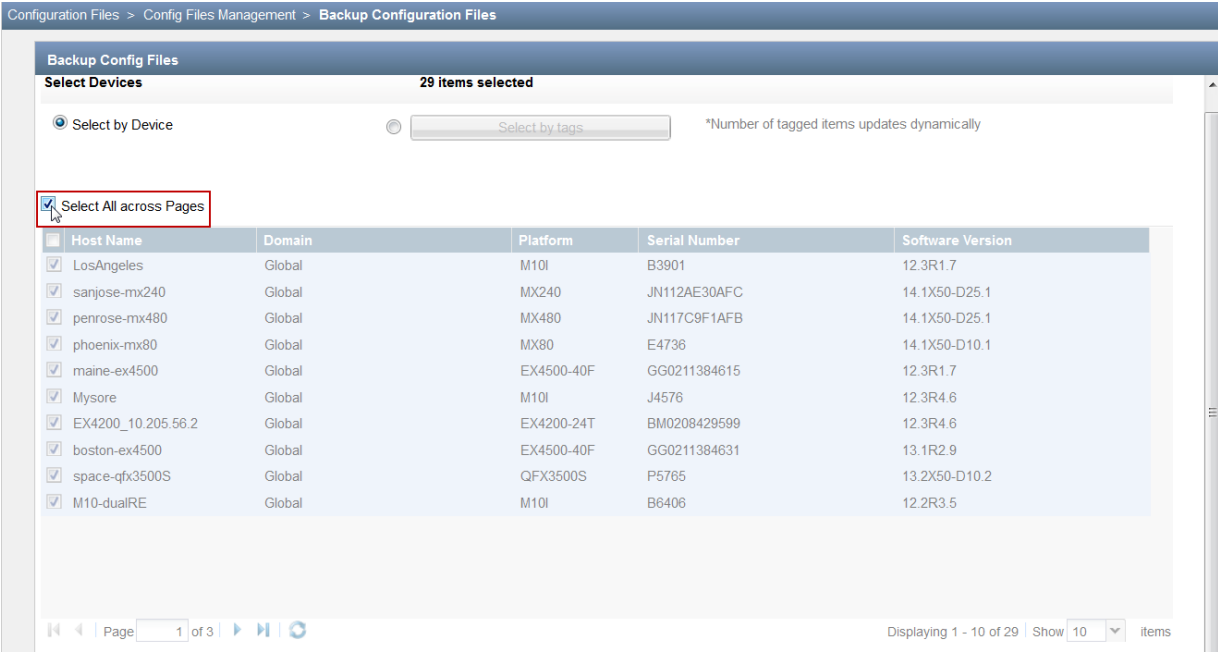 Configuration Files > Config Files Management > Backup Configuration Files
Backup Config Files
Select Devices 29 items selected
Select by Device Select by tags *Number of tagged items updates dynamically
Select All across Pages
Host Name Domain Platform Serial Number Software Version
LosAngeles Global M10I B3901 12.3R1.7
sanjose-mx240 Global MX240 JN112AE30AFC 14.1X50-D25.1
penrose-mx480 Global MX480 JN117C9F1AFB 14.1X50-D25.1
phoenix-mx80 Global MX80 E4736 14.1X50-D10.1
maine-ex4500 Global EX4500-40F GG0211384615 12.3R1.7
Mysore Global M10I J4576 12.3R4.6
EX4200_10.205.56.2 Global EX4200-24T BM0208429599 12.3R4.6
boston-ex4500 Global EX4500-40F GG0211384631 13.1R2.9
space-qfx3500S Global QFX3500S P5765 13.2X50-D10.2
M10-dualRE Global M10I B6406 12.2R3.5
Page 1 of 3 Displaying 1 - 10 of 29 Show 10 items